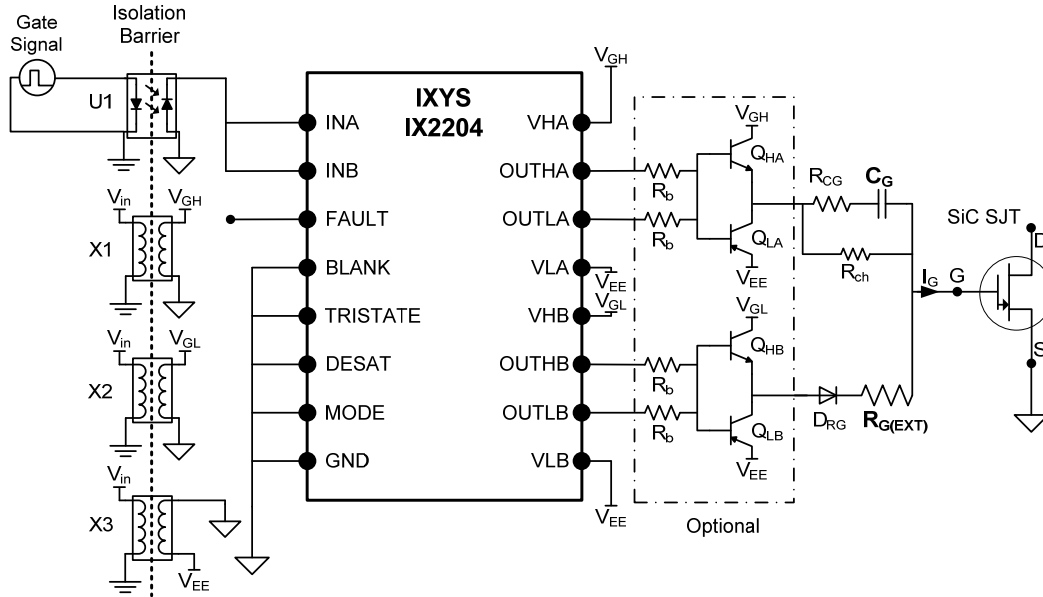 Gate
Signal
Isolation
Barrier
U1
V_in
V_GH
X1
V_in
V_GL
X2
V_in
X3
V_EE
IXYS
IX2204
INA
INB
FAULT
BLANK
TRISTATE
DESAT
MODE
GND
VHA
OUTHA
OUTLA
VLA
VHB
OUTHB
OUTLB
VLB
V_GH
V_EE
V_GL
V_EE
R_b
R_b
R_b
R_b
V_GH
Q_HA
Q_LA
V_EE
V_GL
Q_HB
Q_LB
V_EE
Optional
R_CG
C_G
R_ch
D_RG
R_G(EXT)
I_G
G
SiC SJT
D
S